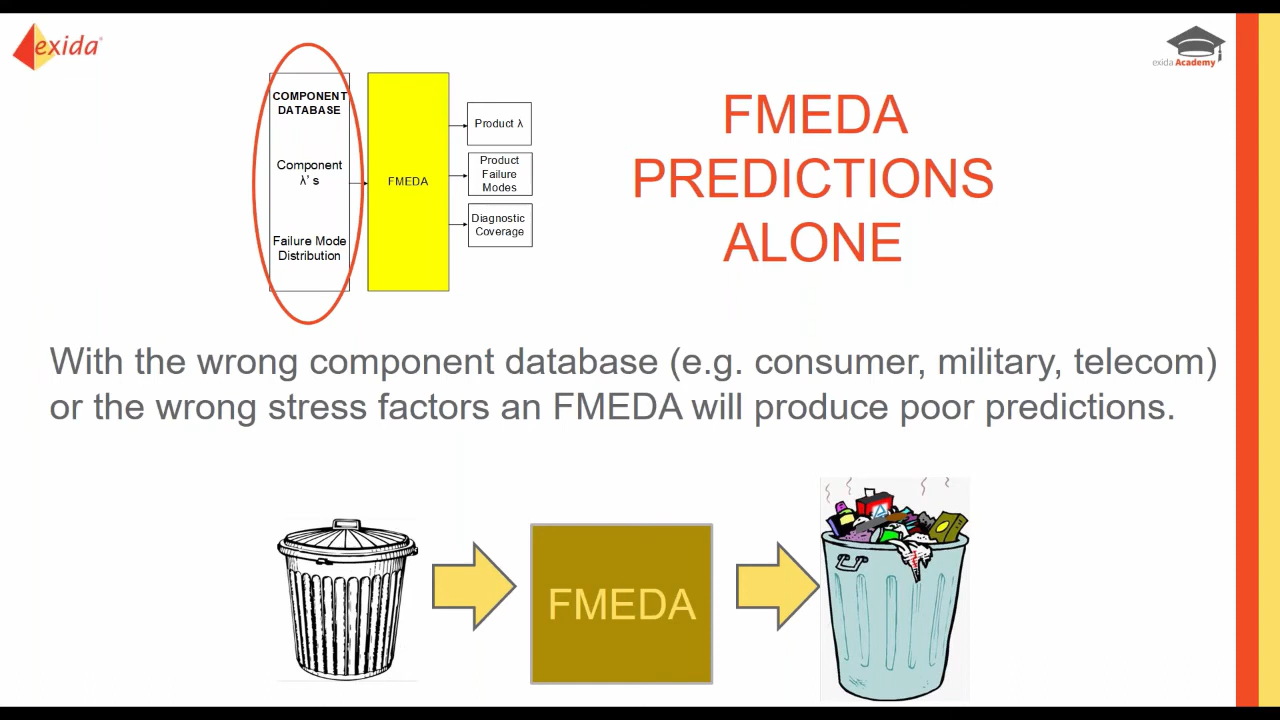 exida
exida Academy
COMPONENT
DATABASE
Component
λ' s
Failure Mode
Distribution
FMEDA
Product λ
Product
Failure
Modes
Diagnostic
Coverage
FMEDA
PREDICTIONS
ALONE
With the wrong component database (e.g. consumer, military, telecom)
or the wrong stress factors an FMEDA will produce poor predictions.
FMEDA